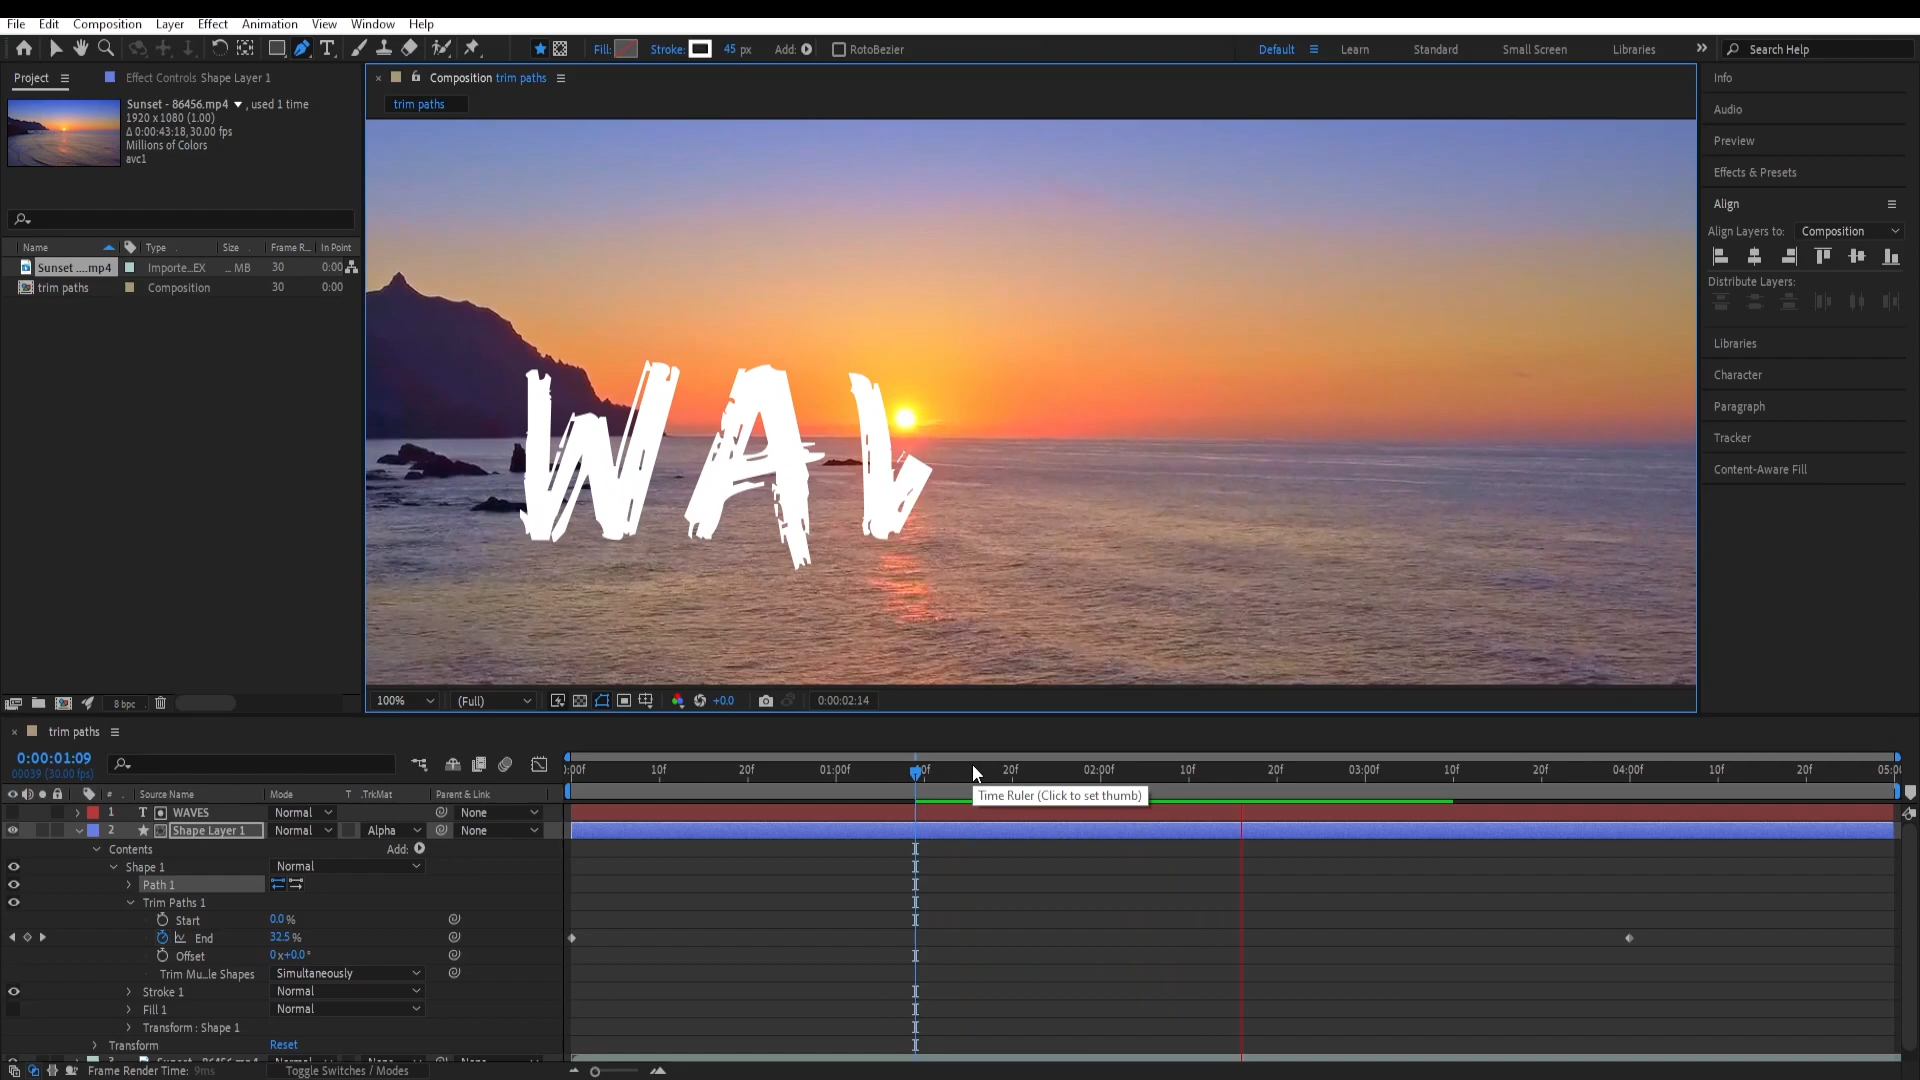 File Edit Composition Layer Effect Animation View Window Help
Fill: Stroke: 45 px Add: RotoBezier Default Learn Standard Small Screen Libraries Search Help
Project Effect Controls Shape Layer 1
Sunset - 86456.mp4 , used 1 time
1920 x 1080 (1.00)
Δ 0:00:43:18, 30.00 fps
Millions of Colors
avc1
Name Type Size Frame R... In Point
Sunset ....mp4 Importe...EX ... MB 30 0:00
trim paths Composition 30 0:00
8 bpc
Composition trim paths
trim paths
WAV
100% (Full) +0.0 0:00:02:14
Info
Audio
Preview
Effects & Presets
Align
Align Layers to: Composition
Distribute Layers:
Libraries
Character
Paragraph
Tracker
Content-Aware Fill
trim paths
0:00:01:09
00039 (30.00 fps)
:00f 10f 20f 01:00f 20f 02:00f 10f 20f 03:00f 10f 20f 04:00f 10f 20f 05:0
Time Ruler (Click to set thumb)
# Source Name Mode T .TrkMat Parent & Link
1 T WAVES Normal None
2 Shape Layer 1 Normal Alpha None
Contents Add:
Shape 1 Normal
Path 1
Trim Paths 1
Start 0.0 %
End 32.5 %
Offset 0x+0.0°
Trim Mu...le Shapes Simultaneously
Stroke 1 Normal
Fill 1 Normal
Transform : Shape 1
Transform Reset
Frame Render Time: 9ms Toggle Switches / Modes